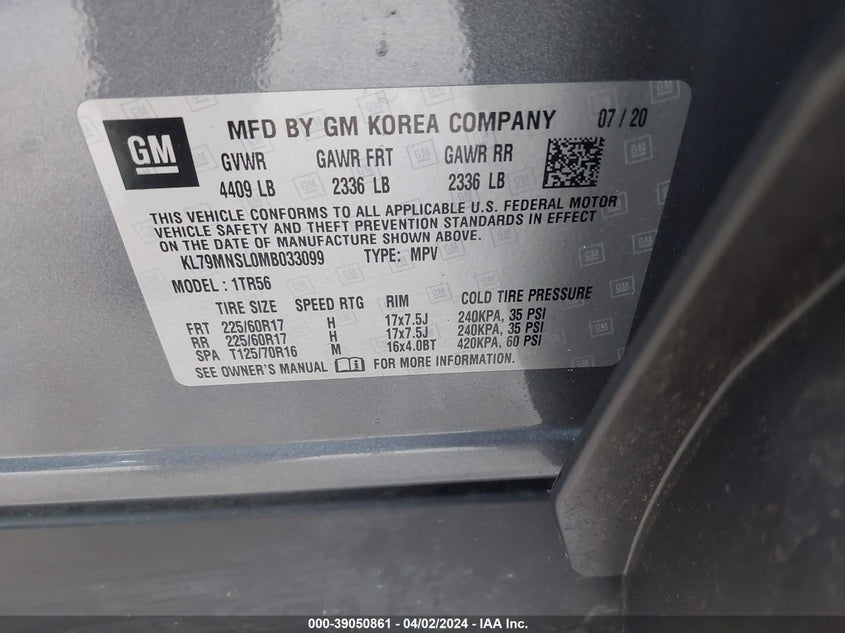 GM MFD BY GM KOREA COMPANY 07 / 20
GVWR GAWR FRT GAWR RR
4409 LB 2336 LB 2336 LB
THIS VEHICLE CONFORMS TO ALL APPLICABLE U.S. FEDERAL MOTOR
VEHICLE SAFETY AND THEFT PREVENTION STANDARDS IN EFFECT
ON THE DATE OF MANUFACTURE SHOWN ABOVE.
KL79MNSL0MB033099 TYPE: MPV
MODEL : 1TR56
TIRE SIZE SPEED RTG RIM COLD TIRE PRESSURE
FRT 225/60R17 H 17x7.5J 240KPA, 35 PSI
RR 225/60R17 H 17x7.5J 240KPA, 35 PSI
SPA T125/70R16 M 16x4.0BT 420KPA, 60 PSI
SEE OWNER'S MANUAL FOR MORE INFORMATION.
000-39050861 - 04/02/2024 - IAA Inc.